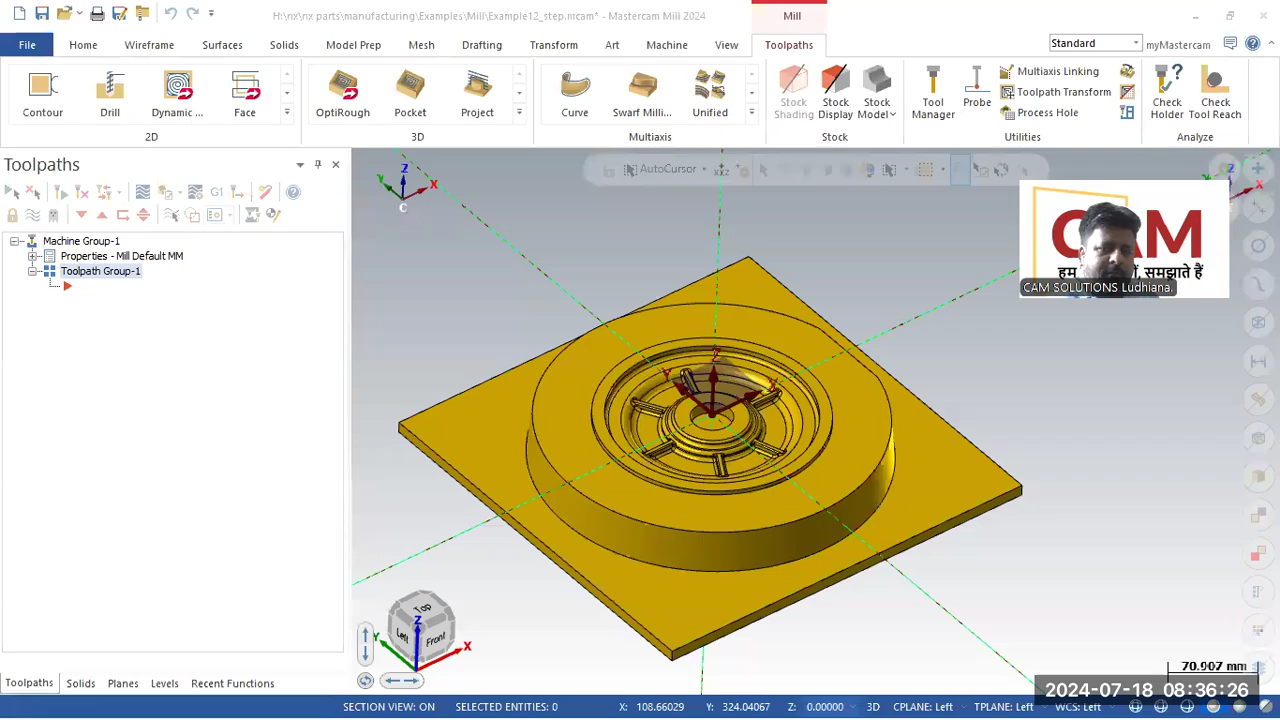 H:\nx\nx parts\manufacturing\Examples\Mill\Example12_step.mcam* - Mastercam Mill 2024
Mill
File Home Wireframe Surfaces Solids Model Prep Mesh Drafting Transform Art Machine View Toolpaths
Standard
myMastercam
Contour Drill Dynamic ... Face
2D
OptiRough Pocket Project
3D
Curve Swarf Milli... Unified
Multiaxis
Stock Shading
Stock Display
Stock Model
Stock
Tool Manager
Probe
Multiaxis Linking
Toolpath Transform
Process Hole
Utilities
Check Holder
Check Tool Reach
Analyze
Toolpaths
G1
Machine Group-1
Properties - Mill Default MM
Toolpath Group-1
AutoCursor
Z
Y
X
C
CAM
CAM SOLUTIONS Ludhiana.
Z
Y
X
Top
Left
Front
Z
Y
X
70.907 mm
2024-07-18 08:36:26
Toolpaths Solids Planes Levels Recent Functions
SECTION VIEW: ON SELECTED ENTITIES: 0 X: 108.66029 Y: 324.04067 Z: 0.00000 3D CPLANE: Left TPLANE: Left WCS: Left